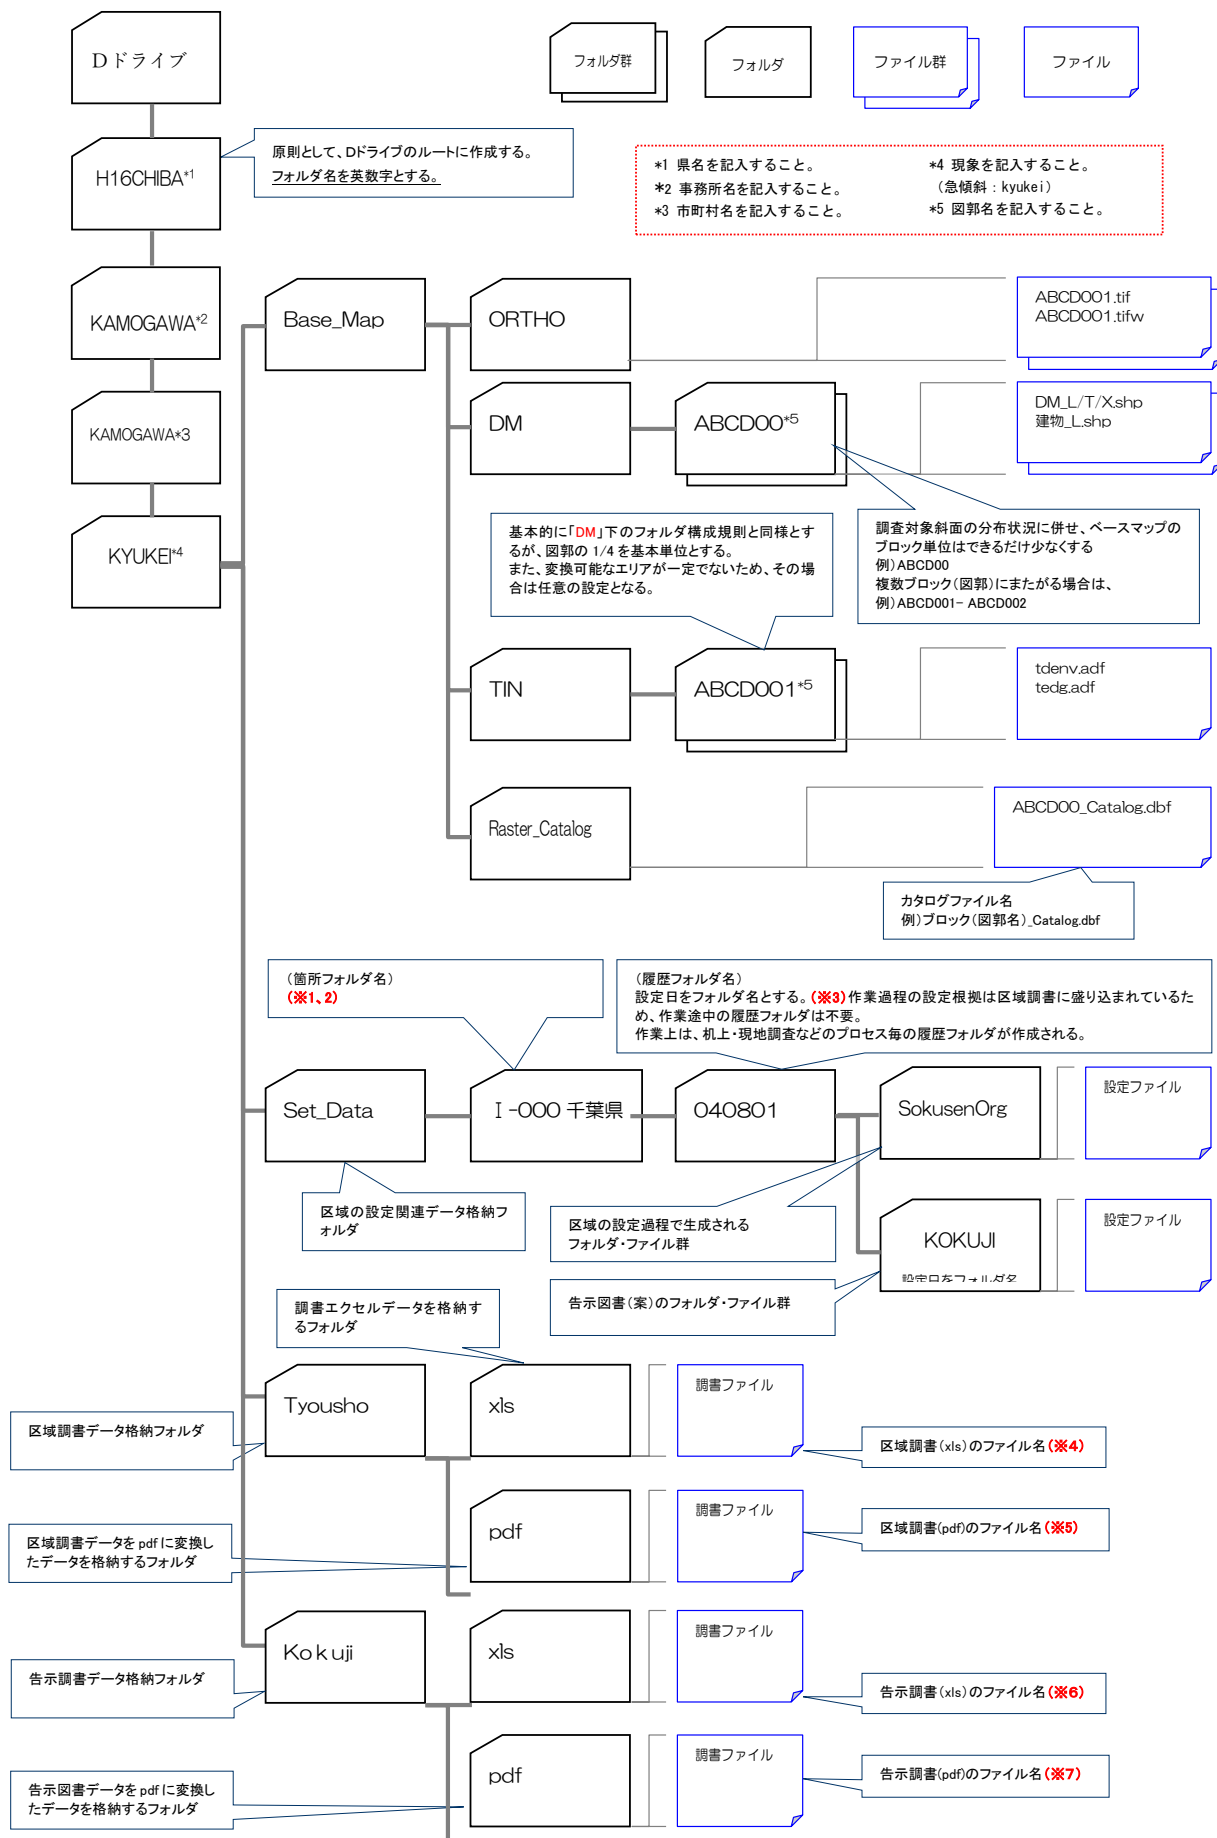 Dドライブ
フォルダ群
フォルダ
ファイル群
ファイル
H16CHIBA*1
原則として、Dドライブのルートに作成する。
フォルダ名を英数字とする。
*1 県名を記入すること。
*2 事務所名を記入すること。
*3 市町村名を記入すること。
*4 現象を記入すること。
（急傾斜：kyukei）
*5 図郭名を記入すること。
KAMOGAWA*2
KAMOGAWA*3
KYUKEI*4
Base_Map
ORTHO
ABCD001.tif
ABCD001.tifw
DM
ABCD00*5
DM_L/T/X.shp
建物_L.shp
基本的に「DM」下のフォルダ構成規則と同様とす
るが、図郭の 1/4 を基本単位とする。
また、変換可能なエリアが一定でないため、その場
合は任意の設定となる。
調査対象斜面の分布状況に併せ、ベースマップの
ブロック単位はできるだけ少なくする
例）ABCD00
複数ブロック（図郭）にまたがる場合は、
例）ABCD001- ABCD002
TIN
ABCD001*5
tdenv.adf
tedg.adf
Raster_Catalog
ABCD00_Catalog.dbf
カタログファイル名
例）ブロック（図郭名）_Catalog.dbf
（箇所フォルダ名）
（※1、2）
（履歴フォルダ名）
設定日をフォルダ名とする。（※3）作業過程の設定根拠は区域調書に盛り込まれているた
め、作業途中の履歴フォルダは不要。
作業上は、机上・現地調査などのプロセス毎の履歴フォルダが作成される。
Set_Data
Ⅰ-000 千葉県
040801
SokusenOrg
設定ファイル
区域の設定関連データ格納フ
ォルダ
区域の設定過程で生成される
フォルダ・ファイル群
KOKUJI
設定日をフォルダ名
設定ファイル
告示図書（案）のフォルダ・ファイル群
調書エクセルデータを格納す
るフォルダ
Tyousho
xls
調書ファイル
区域調書データ格納フォルダ
区域調書（xls）のファイル名（※4）
pdf
調書ファイル
区域調書(pdf)のファイル名（※5）
区域調書データを pdf に変換し
たデータを格納するフォルダ
Kokuji
xls
調書ファイル
告示調書データ格納フォルダ
告示調書（xls）のファイル名（※6）
pdf
調書ファイル
告示調書(pdf)のファイル名（※7）
告示図書データを pdf に変換し
たデータを格納するフォルダ